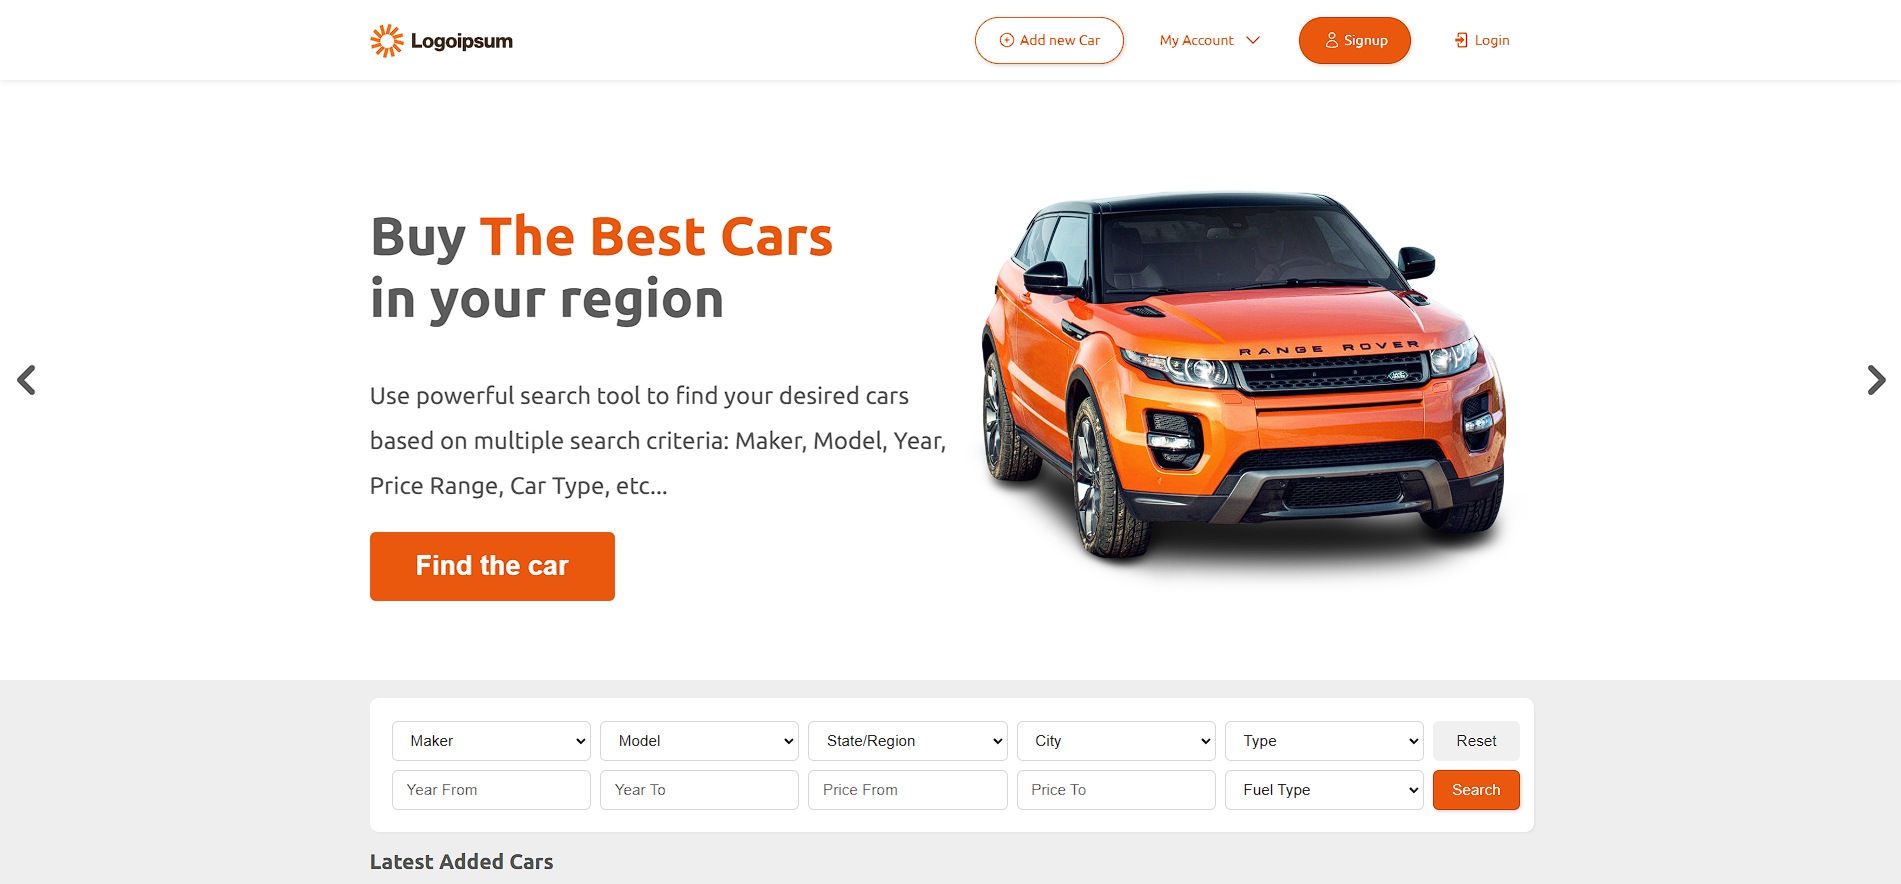 Logoipsum
Add new Car
My Account
Signup
Login
Buy The Best Cars
in your region
Use powerful search tool to find your desired cars
based on multiple search criteria: Maker, Model, Year,
Price Range, Car Type, etc...
Find the car
RANGE ROVER
Maker
Model
State/Region
City
Type
Reset
Year From
Year To
Price From
Price To
Fuel Type
Search
Latest Added Cars